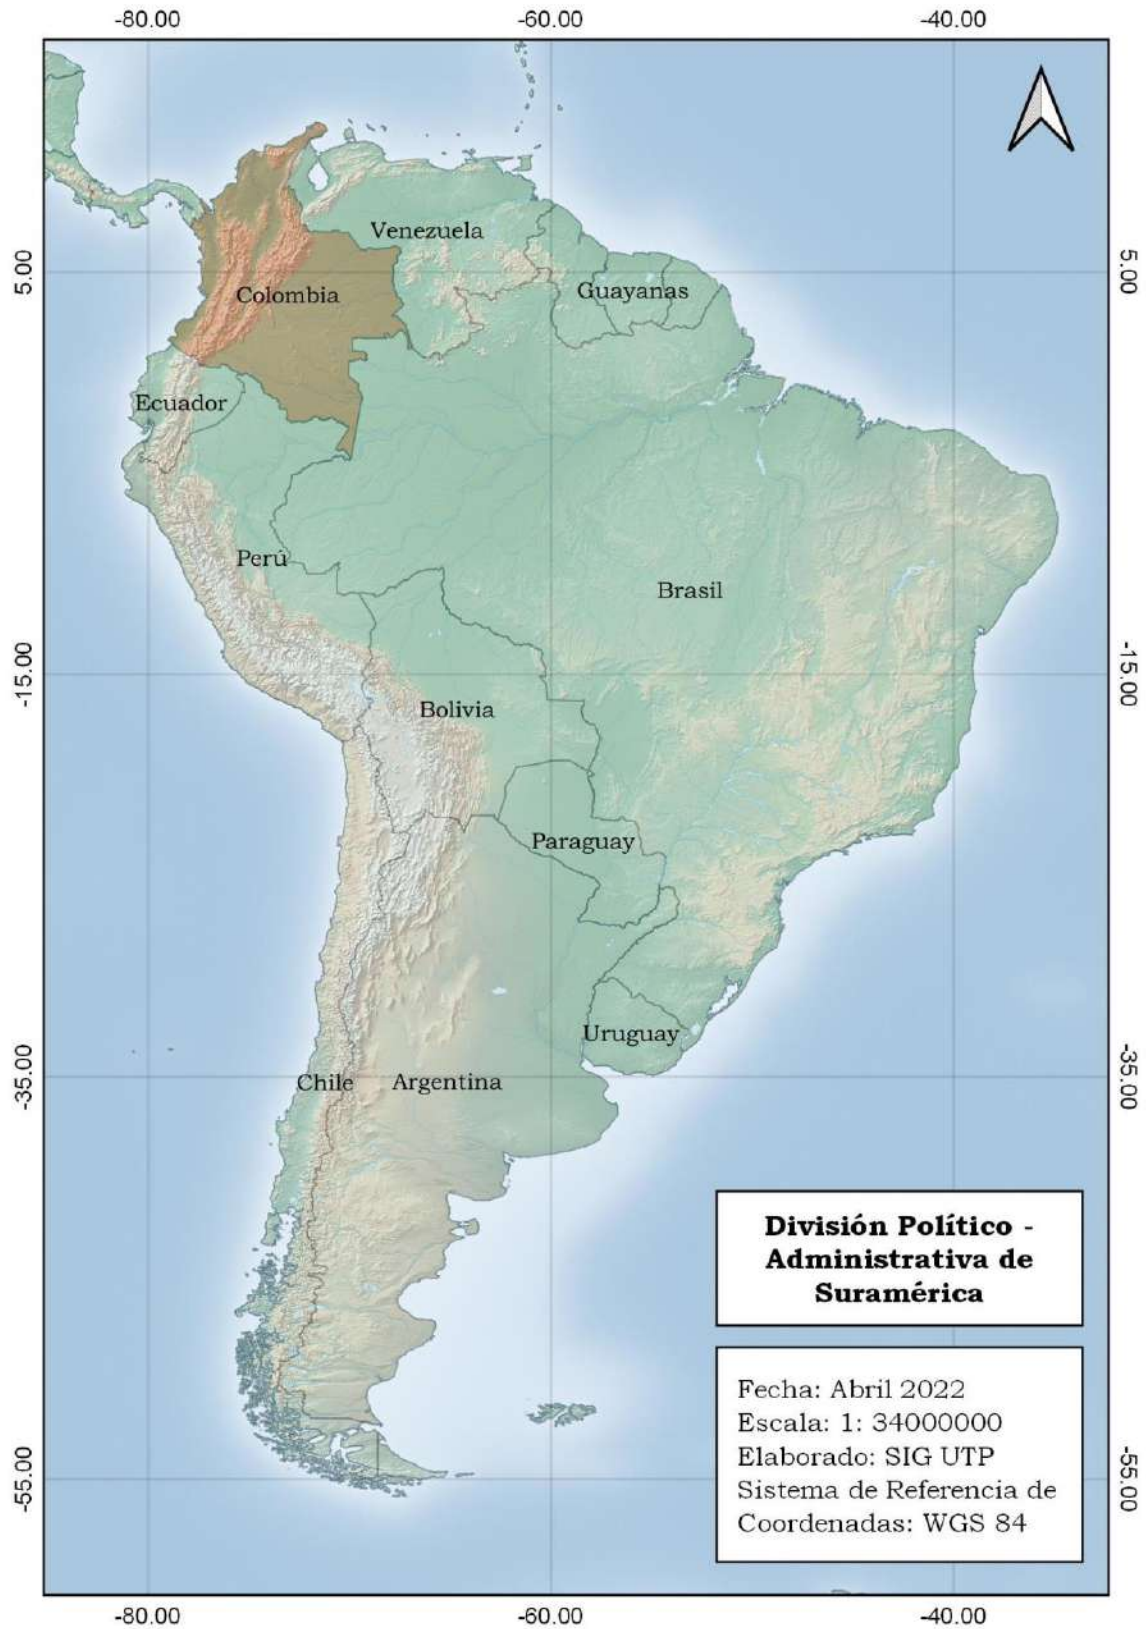 -80.00
-60.00
-40.00
5.00
5.00
Venezuela
Colombia
Guayanas
Ecuador
Perú
Brasil
-15.00
-15.00
Bolivia
Paraguay
Uruguay
-35.00
-35.00
Chile
Argentina
División Político -
Administrativa de
Suramérica
Fecha: Abril 2022
Escala: 1: 34000000
Elaborado: SIG UTP
Sistema de Referencia de
Coordenadas: WGS 84
-55.00
-55.00
-80.00
-60.00
-40.00